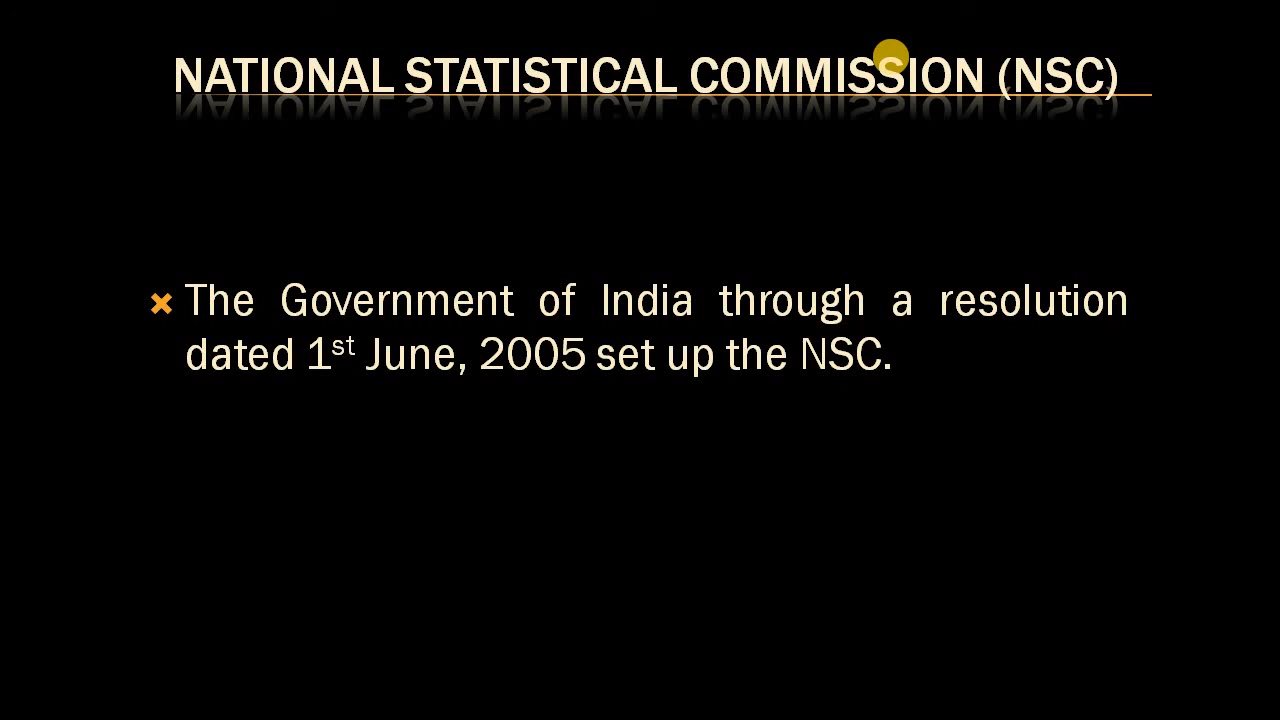 NATIONAL STATISTICAL COMMISSION (NSC)
The Government of India through a resolution
dated 1st June, 2005 set up the NSC.